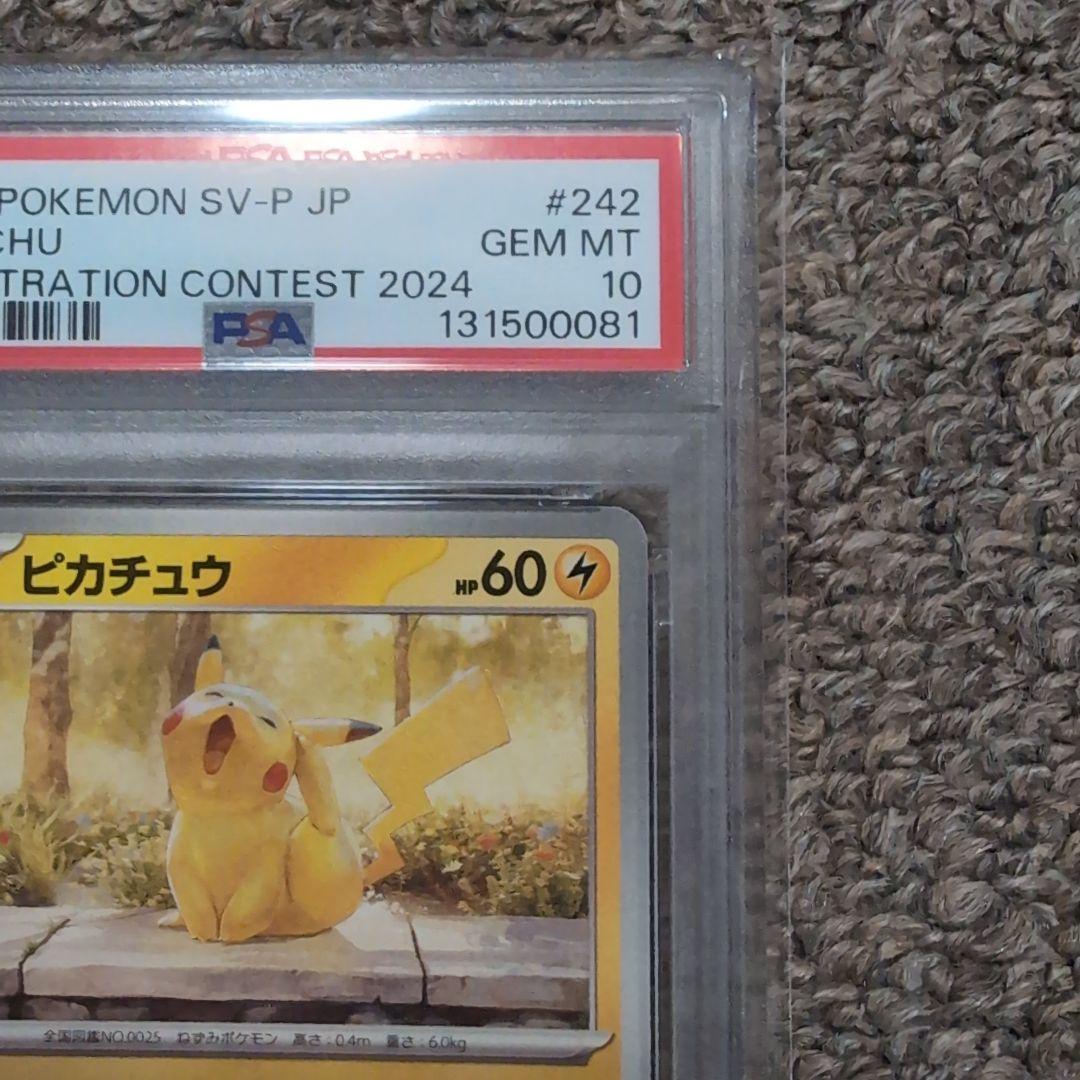 POKEMON SV-P JP #242
CHU GEM MT
TRATION CONTEST 2024 10
PSA 131500081
ピカチュウ HP60
全国図鑑NO.0025 ねずみポケモン 高さ:0.4m 重さ:6.0kg